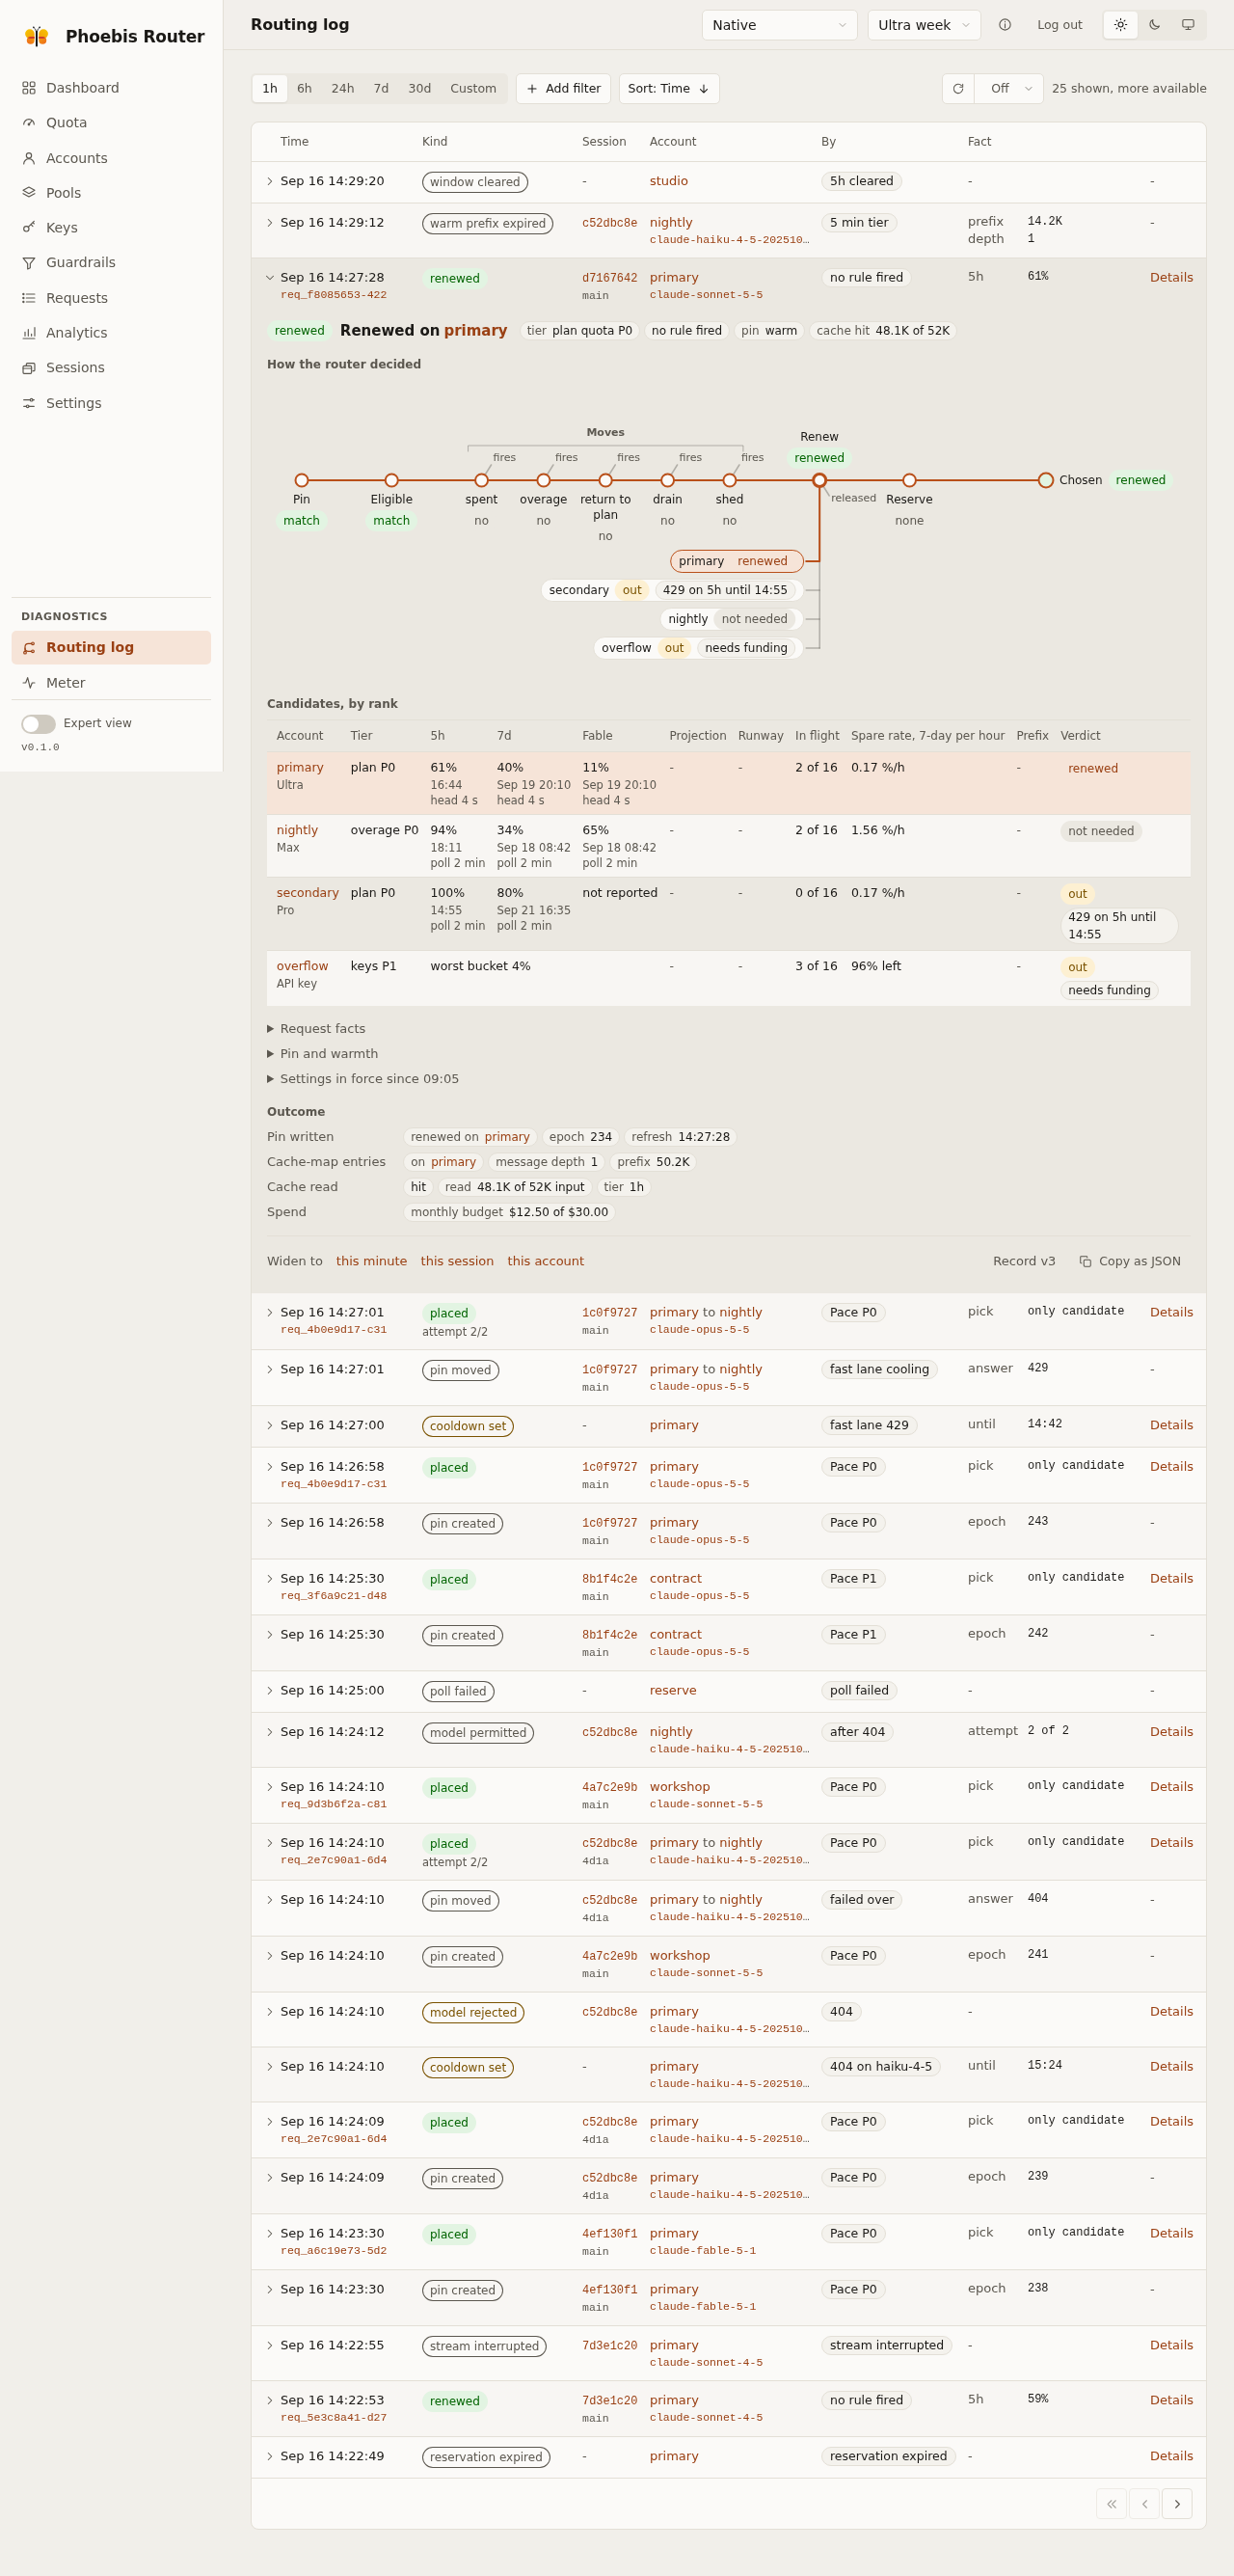 Phoebis Router
Dashboard
Quota
Accounts
Pools
Keys
Guardrails
Requests
Analytics
Sessions
Settings
DIAGNOSTICS
Routing log
Meter
Expert view
v0.1.0
Routing log
Native
Ultra week
Log out
1h 6h 24h 7d 30d Custom
Add filter
Sort: Time
Off
25 shown, more available
Time Kind Session Account By Fact
Sep 16 14:29:20 window cleared - studio 5h cleared - -
Sep 16 14:29:12 warm prefix expired c52dbc8e nightly 5 min tier prefix 14.2K -
claude-haiku-4-5-202510… depth 1
Sep 16 14:27:28 renewed d7167642 primary no rule fired 5h 61% Details
req_f8085653-422 main claude-sonnet-5-5
renewed Renewed on primary tier plan quota P0 no rule fired pin warm cache hit 48.1K of 52K
How the router decided
Moves
Renew
fires fires fires fires fires
renewed
Chosen renewed
released
Pin Eligible spent overage return to plan drain shed Reserve
match match no no no no no none
primary renewed
secondary out 429 on 5h until 14:55
nightly not needed
overflow out needs funding
Candidates, by rank
Account Tier 5h 7d Fable Projection Runway In flight Spare rate, 7-day per hour Prefix Verdict
primary plan P0 61% 40% 11% - - 2 of 16 0.17 %/h - renewed
Ultra 16:44 Sep 19 20:10 Sep 19 20:10
head 4 s head 4 s head 4 s
nightly overage P0 94% 34% 65% - - 2 of 16 1.56 %/h - not needed
Max 18:11 Sep 18 08:42 Sep 18 08:42
poll 2 min poll 2 min poll 2 min
secondary plan P0 100% 80% not reported - - 0 of 16 0.17 %/h - out
Pro 14:55 Sep 21 16:35 429 on 5h until
poll 2 min poll 2 min 14:55
overflow keys P1 worst bucket 4% - - 3 of 16 96% left - out
API key needs funding
Request facts
Pin and warmth
Settings in force since 09:05
Outcome
Pin written renewed on primary epoch 234 refresh 14:27:28
Cache-map entries on primary message depth 1 prefix 50.2K
Cache read hit read 48.1K of 52K input tier 1h
Spend monthly budget $12.50 of $30.00
Widen to this minute this session this account Record v3 Copy as JSON
Sep 16 14:27:01 placed 1c0f9727 primary to nightly Pace P0 pick only candidate Details
req_4b0e9d17-c31 attempt 2/2 main claude-opus-5-5
Sep 16 14:27:01 pin moved 1c0f9727 primary to nightly fast lane cooling answer 429 -
main claude-opus-5-5
Sep 16 14:27:00 cooldown set - primary fast lane 429 until 14:42 Details
Sep 16 14:26:58 placed 1c0f9727 primary Pace P0 pick only candidate Details
req_4b0e9d17-c31 main claude-opus-5-5
Sep 16 14:26:58 pin created 1c0f9727 primary Pace P0 epoch 243 -
main claude-opus-5-5
Sep 16 14:25:30 placed 8b1f4c2e contract Pace P1 pick only candidate Details
req_3f6a9c21-d48 main claude-opus-5-5
Sep 16 14:25:30 pin created 8b1f4c2e contract Pace P1 epoch 242 -
main claude-opus-5-5
Sep 16 14:25:00 poll failed - reserve poll failed - -
Sep 16 14:24:12 model permitted c52dbc8e nightly after 404 attempt 2 of 2 Details
claude-haiku-4-5-202510…
Sep 16 14:24:10 placed 4a7c2e9b workshop Pace P0 pick only candidate Details
req_9d3b6f2a-c81 main claude-sonnet-5-5
Sep 16 14:24:10 placed c52dbc8e primary to nightly Pace P0 pick only candidate Details
req_2e7c90a1-6d4 attempt 2/2 4d1a claude-haiku-4-5-202510…
Sep 16 14:24:10 pin moved c52dbc8e primary to nightly failed over answer 404 -
4d1a claude-haiku-4-5-202510…
Sep 16 14:24:10 pin created 4a7c2e9b workshop Pace P0 epoch 241 -
main claude-sonnet-5-5
Sep 16 14:24:10 model rejected c52dbc8e primary 404 - Details
claude-haiku-4-5-202510…
Sep 16 14:24:10 cooldown set - primary 404 on haiku-4-5 until 15:24 Details
claude-haiku-4-5-202510…
Sep 16 14:24:09 placed c52dbc8e primary Pace P0 pick only candidate Details
req_2e7c90a1-6d4 4d1a claude-haiku-4-5-202510…
Sep 16 14:24:09 pin created c52dbc8e primary Pace P0 epoch 239 -
4d1a claude-haiku-4-5-202510…
Sep 16 14:23:30 placed 4ef130f1 primary Pace P0 pick only candidate Details
req_a6c19e73-5d2 main claude-fable-5-1
Sep 16 14:23:30 pin created 4ef130f1 primary Pace P0 epoch 238 -
main claude-fable-5-1
Sep 16 14:22:55 stream interrupted 7d3e1c20 primary stream interrupted - Details
claude-sonnet-4-5
Sep 16 14:22:53 renewed 7d3e1c20 primary no rule fired 5h 59% Details
req_5e3c8a41-d27 main claude-sonnet-4-5
Sep 16 14:22:49 reservation expired - primary reservation expired - Details